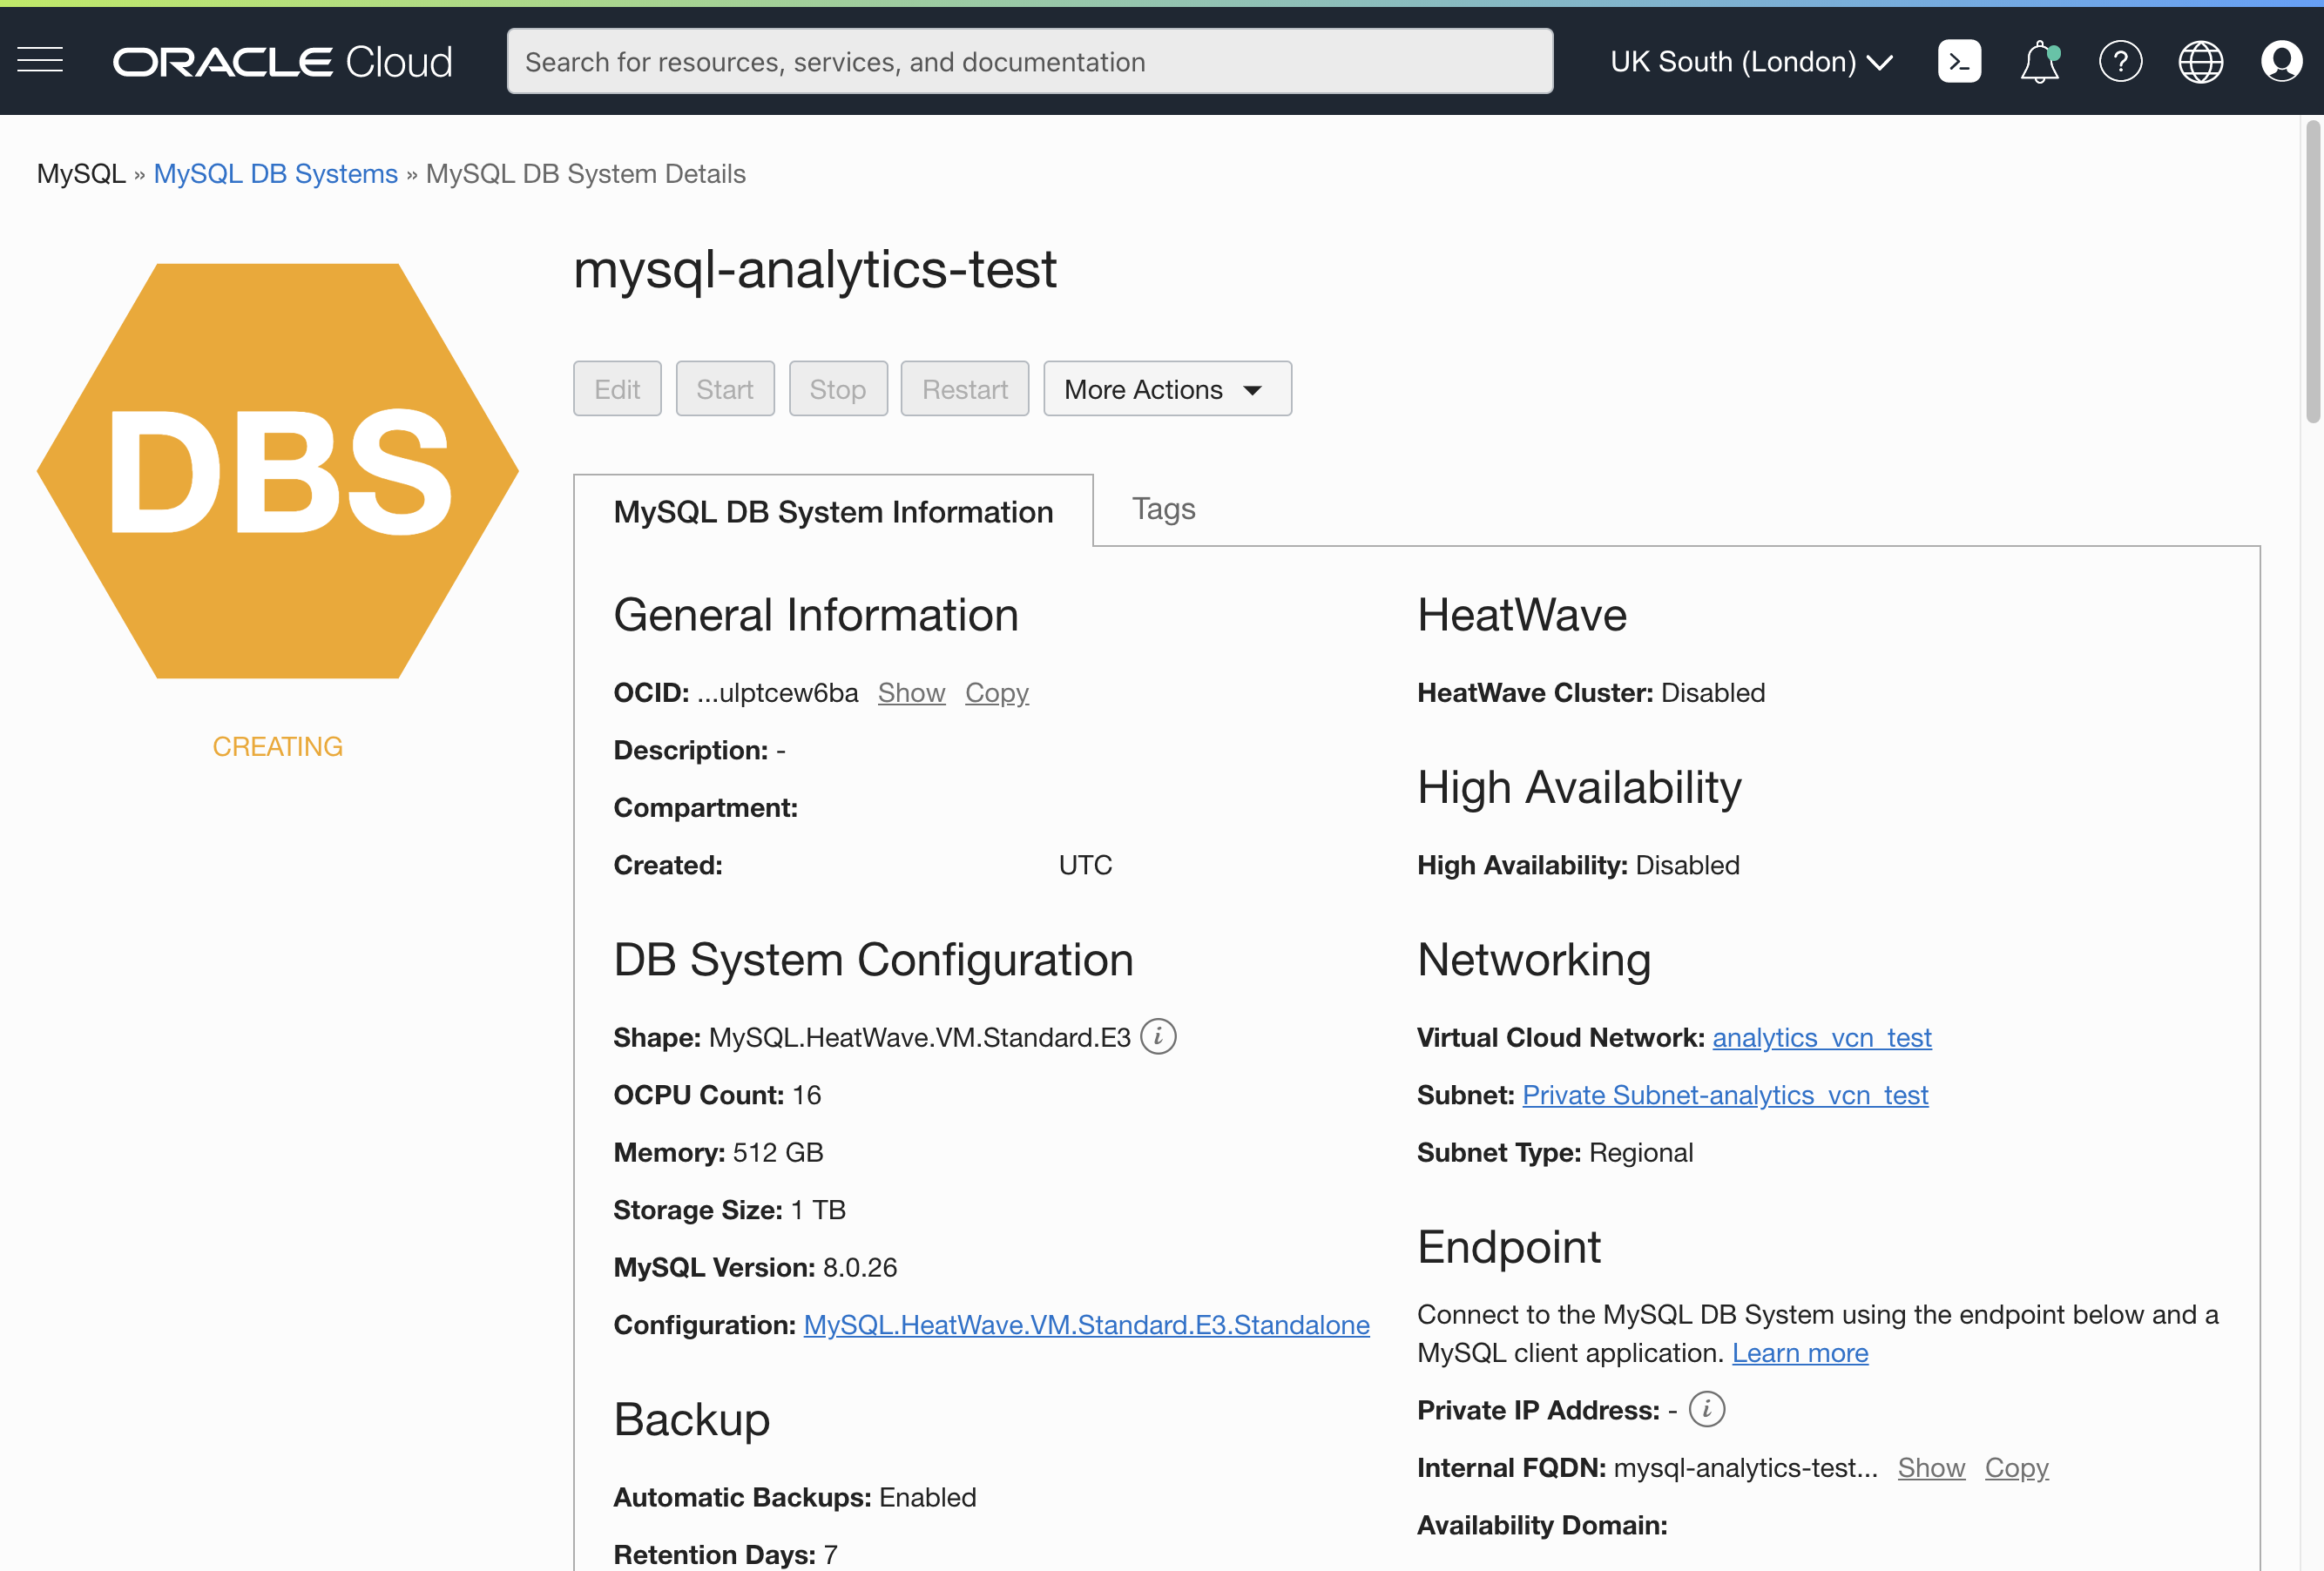 ORACLE Cloud
Search for resources, services, and documentation
UK South (London)
MySQL » MySQL DB Systems » MySQL DB System Details
DBS
CREATING
mysql-analytics-test
Edit
Start
Stop
Restart
More Actions
MySQL DB System Information
Tags
General Information
OCID: ...ulptcew6ba Show Copy
Description: -
Compartment:
Created: UTC
DB System Configuration
Shape: MySQL.HeatWave.VM.Standard.E3
OCPU Count: 16
Memory: 512 GB
Storage Size: 1 TB
MySQL Version: 8.0.26
Configuration: MySQL.HeatWave.VM.Standard.E3.Standalone
Backup
Automatic Backups: Enabled
Retention Days: 7
HeatWave
HeatWave Cluster: Disabled
High Availability
High Availability: Disabled
Networking
Virtual Cloud Network: analytics_vcn_test
Subnet: Private Subnet-analytics_vcn_test
Subnet Type: Regional
Endpoint
Connect to the MySQL DB System using the endpoint below and a
MySQL client application. Learn more
Private IP Address: -
Internal FQDN: mysql-analytics-test... Show Copy
Availability Domain: